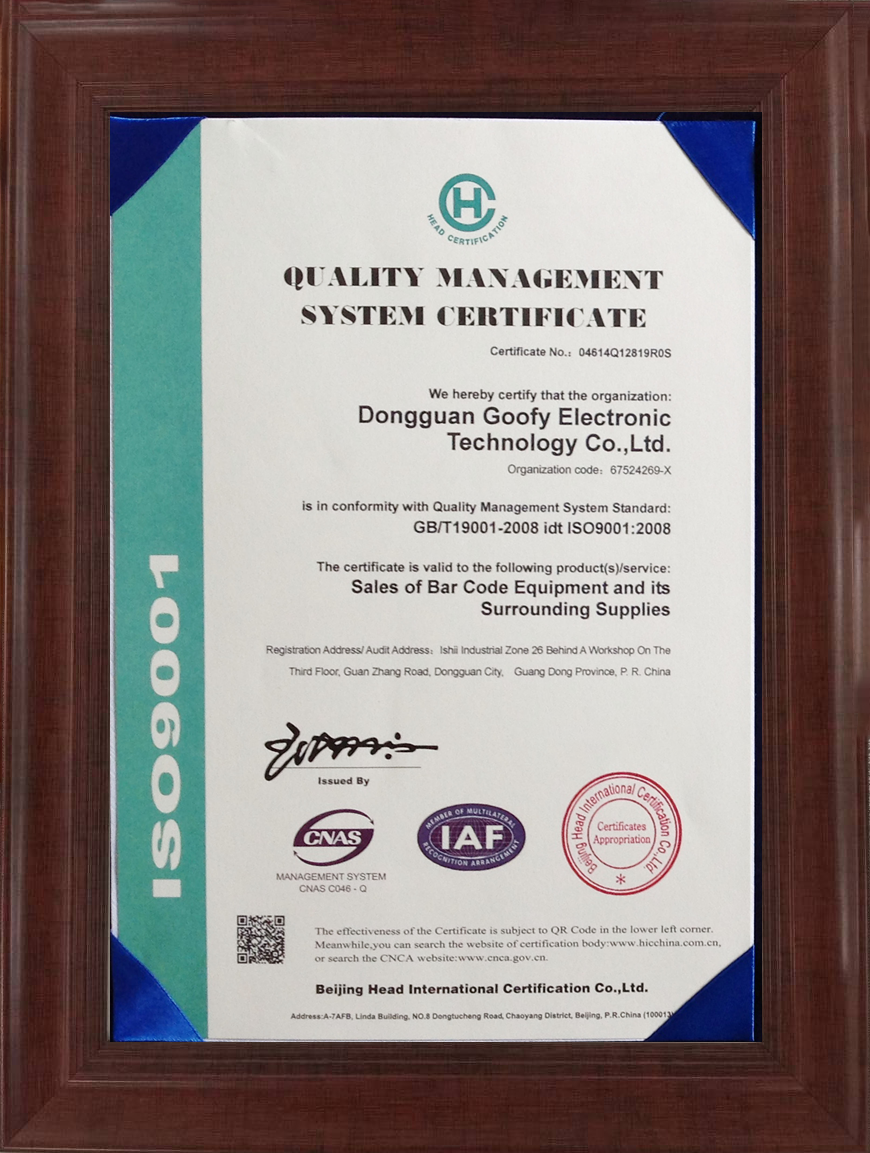 HC
HEAD CERTIFICATION
QUALITY MANAGEMENT
SYSTEM CERTIFICATE
Certificate No.: 04614Q12819R0S
We hereby certify that the organization:
Dongguan Goofy Electronic
Technology Co.,Ltd.
Organization code: 67524269-X
is in conformity with Quality Management System Standard:
GB/T19001-2008 idt ISO9001:2008
The certificate is valid to the following product(s)/service:
Sales of Bar Code Equipment and its
Surrounding Supplies
Registration Address/ Audit Address: Ishii Industrial Zone 26 Behind A Workshop On The
Third Floor, Guan Zhang Road, Dongguan City, Guang Dong Province, P. R. China
ISO9001
Issued By
CNAS
MANAGEMENT SYSTEM
CNAS C046 - Q
MEMBER OF MULTILATERAL
IAF
RECOGNITION ARRANGEMENT
Beijing Head International Certification Co.,Ltd
Certificates
Appropriation
The effectiveness of the Certificate is subject to QR Code in the lower left corner.
Meanwhile,you can search the website of certification body:www.hicchina.com.cn,
or search the CNCA website:www.cnca.gov.cn.
Beijing Head International Certification Co.,Ltd.
Address:A-7AFB, Linda Building, NO.8 Dongtucheng Road, Chaoyang District, Beijing, P.R.China (100013)